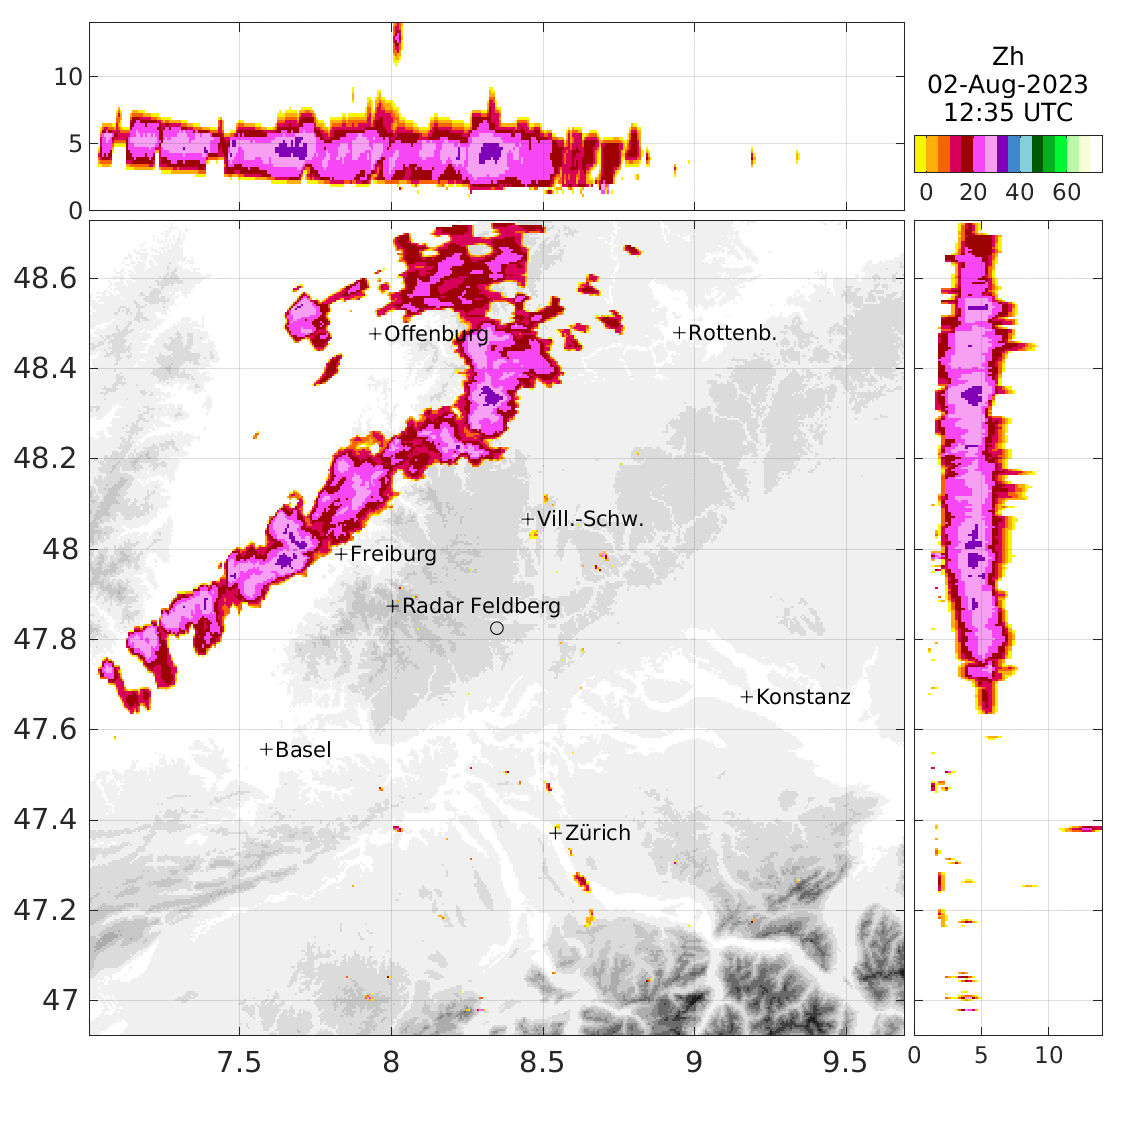 10
5
0
Zh
02-Aug-2023
12:35 UTC
0 20 40 60
48.6
48.4
48.2
48
47.8
47.6
47.4
47.2
47
+Offenburg
+Rottenb.
+Vill.-Schw.
+Freiburg
+Radar Feldberg
+Konstanz
+Basel
+Zürich
7.5 8 8.5 9 9.5
0 5 10